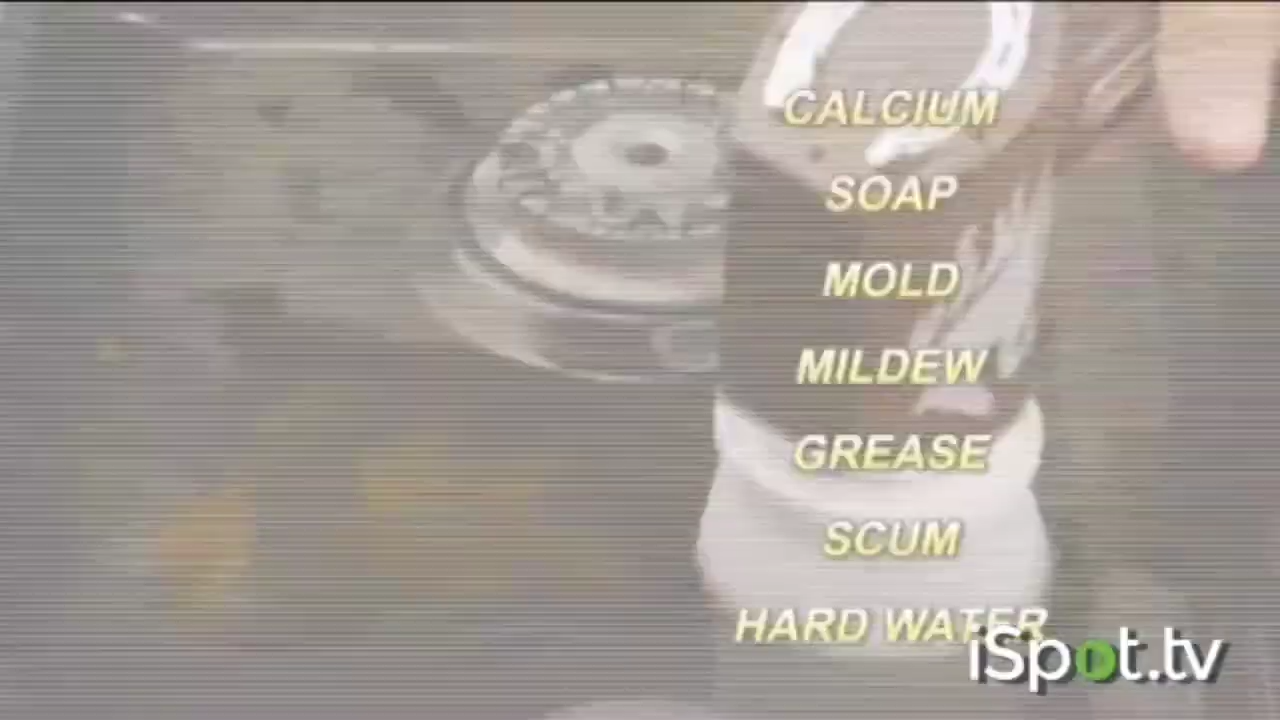 CALCIUM
SOAP
MOLD
MILDEW
GREASE
SCUM
HARD WATER
iSpot.tv